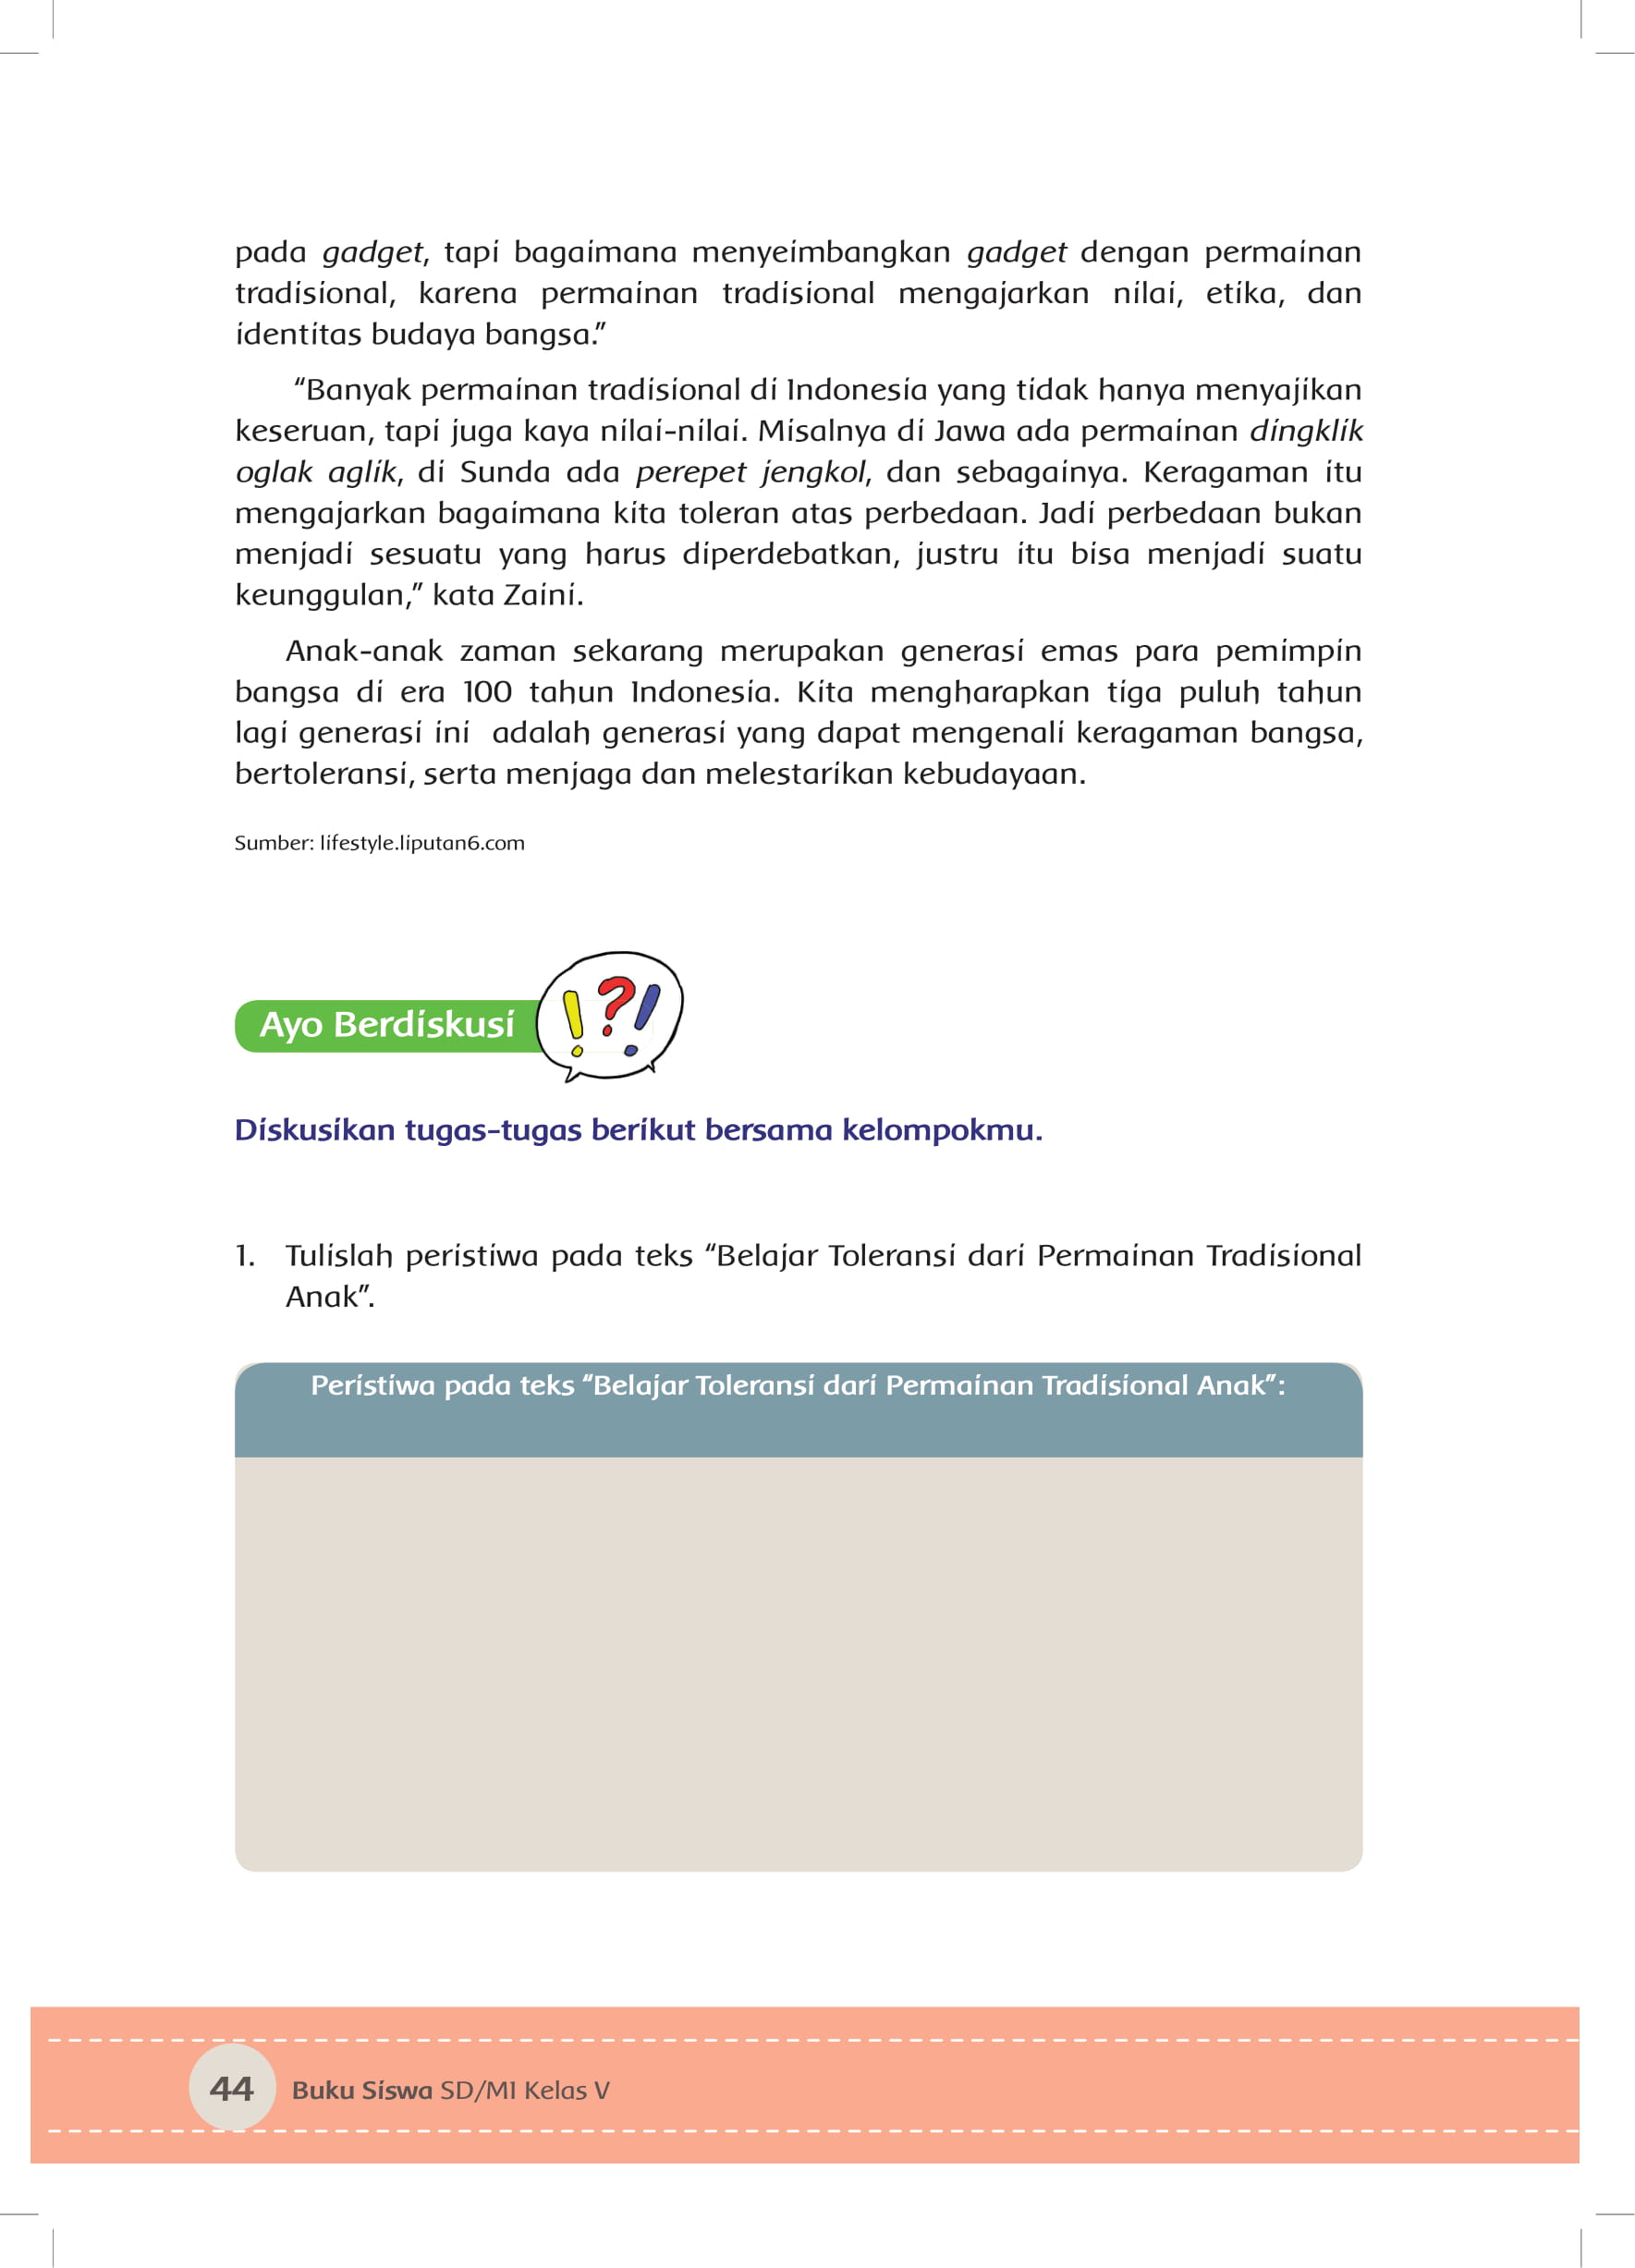 pada gadget, tapi bagaimana menyeimbangkan gadget dengan permainan
tradisional, karena permainan tradisional mengajarkan nilai, etika, dan
identitas budaya bangsa.”
“Banyak permainan tradisional di Indonesia yang tidak hanya menyajikan
keseruan, tapi juga kaya nilai-nilai. Misalnya di Jawa ada permainan dingklik
oglak aglik, di Sunda ada perepet jengkol, dan sebagainya. Keragaman itu
mengajarkan bagaimana kita toleran atas perbedaan. Jadi perbedaan bukan
menjadi sesuatu yang harus diperdebatkan, justru itu bisa menjadi suatu
keunggulan,” kata Zaini.
Anak-anak zaman sekarang merupakan generasi emas para pemimpin
bangsa di era 100 tahun Indonesia. Kita mengharapkan tiga puluh tahun
lagi generasi ini adalah generasi yang dapat mengenali keragaman bangsa,
bertoleransi, serta menjaga dan melestarikan kebudayaan.
Sumber: lifestyle.liputan6.com
Ayo Berdiskusi
!?!
Diskusikan tugas-tugas berikut bersama kelompokmu.
1. Tulislah peristiwa pada teks “Belajar Toleransi dari Permainan Tradisional
Anak”.
Peristiwa pada teks “Belajar Toleransi dari Permainan Tradisional Anak”:
44 Buku Siswa SD/MI Kelas V